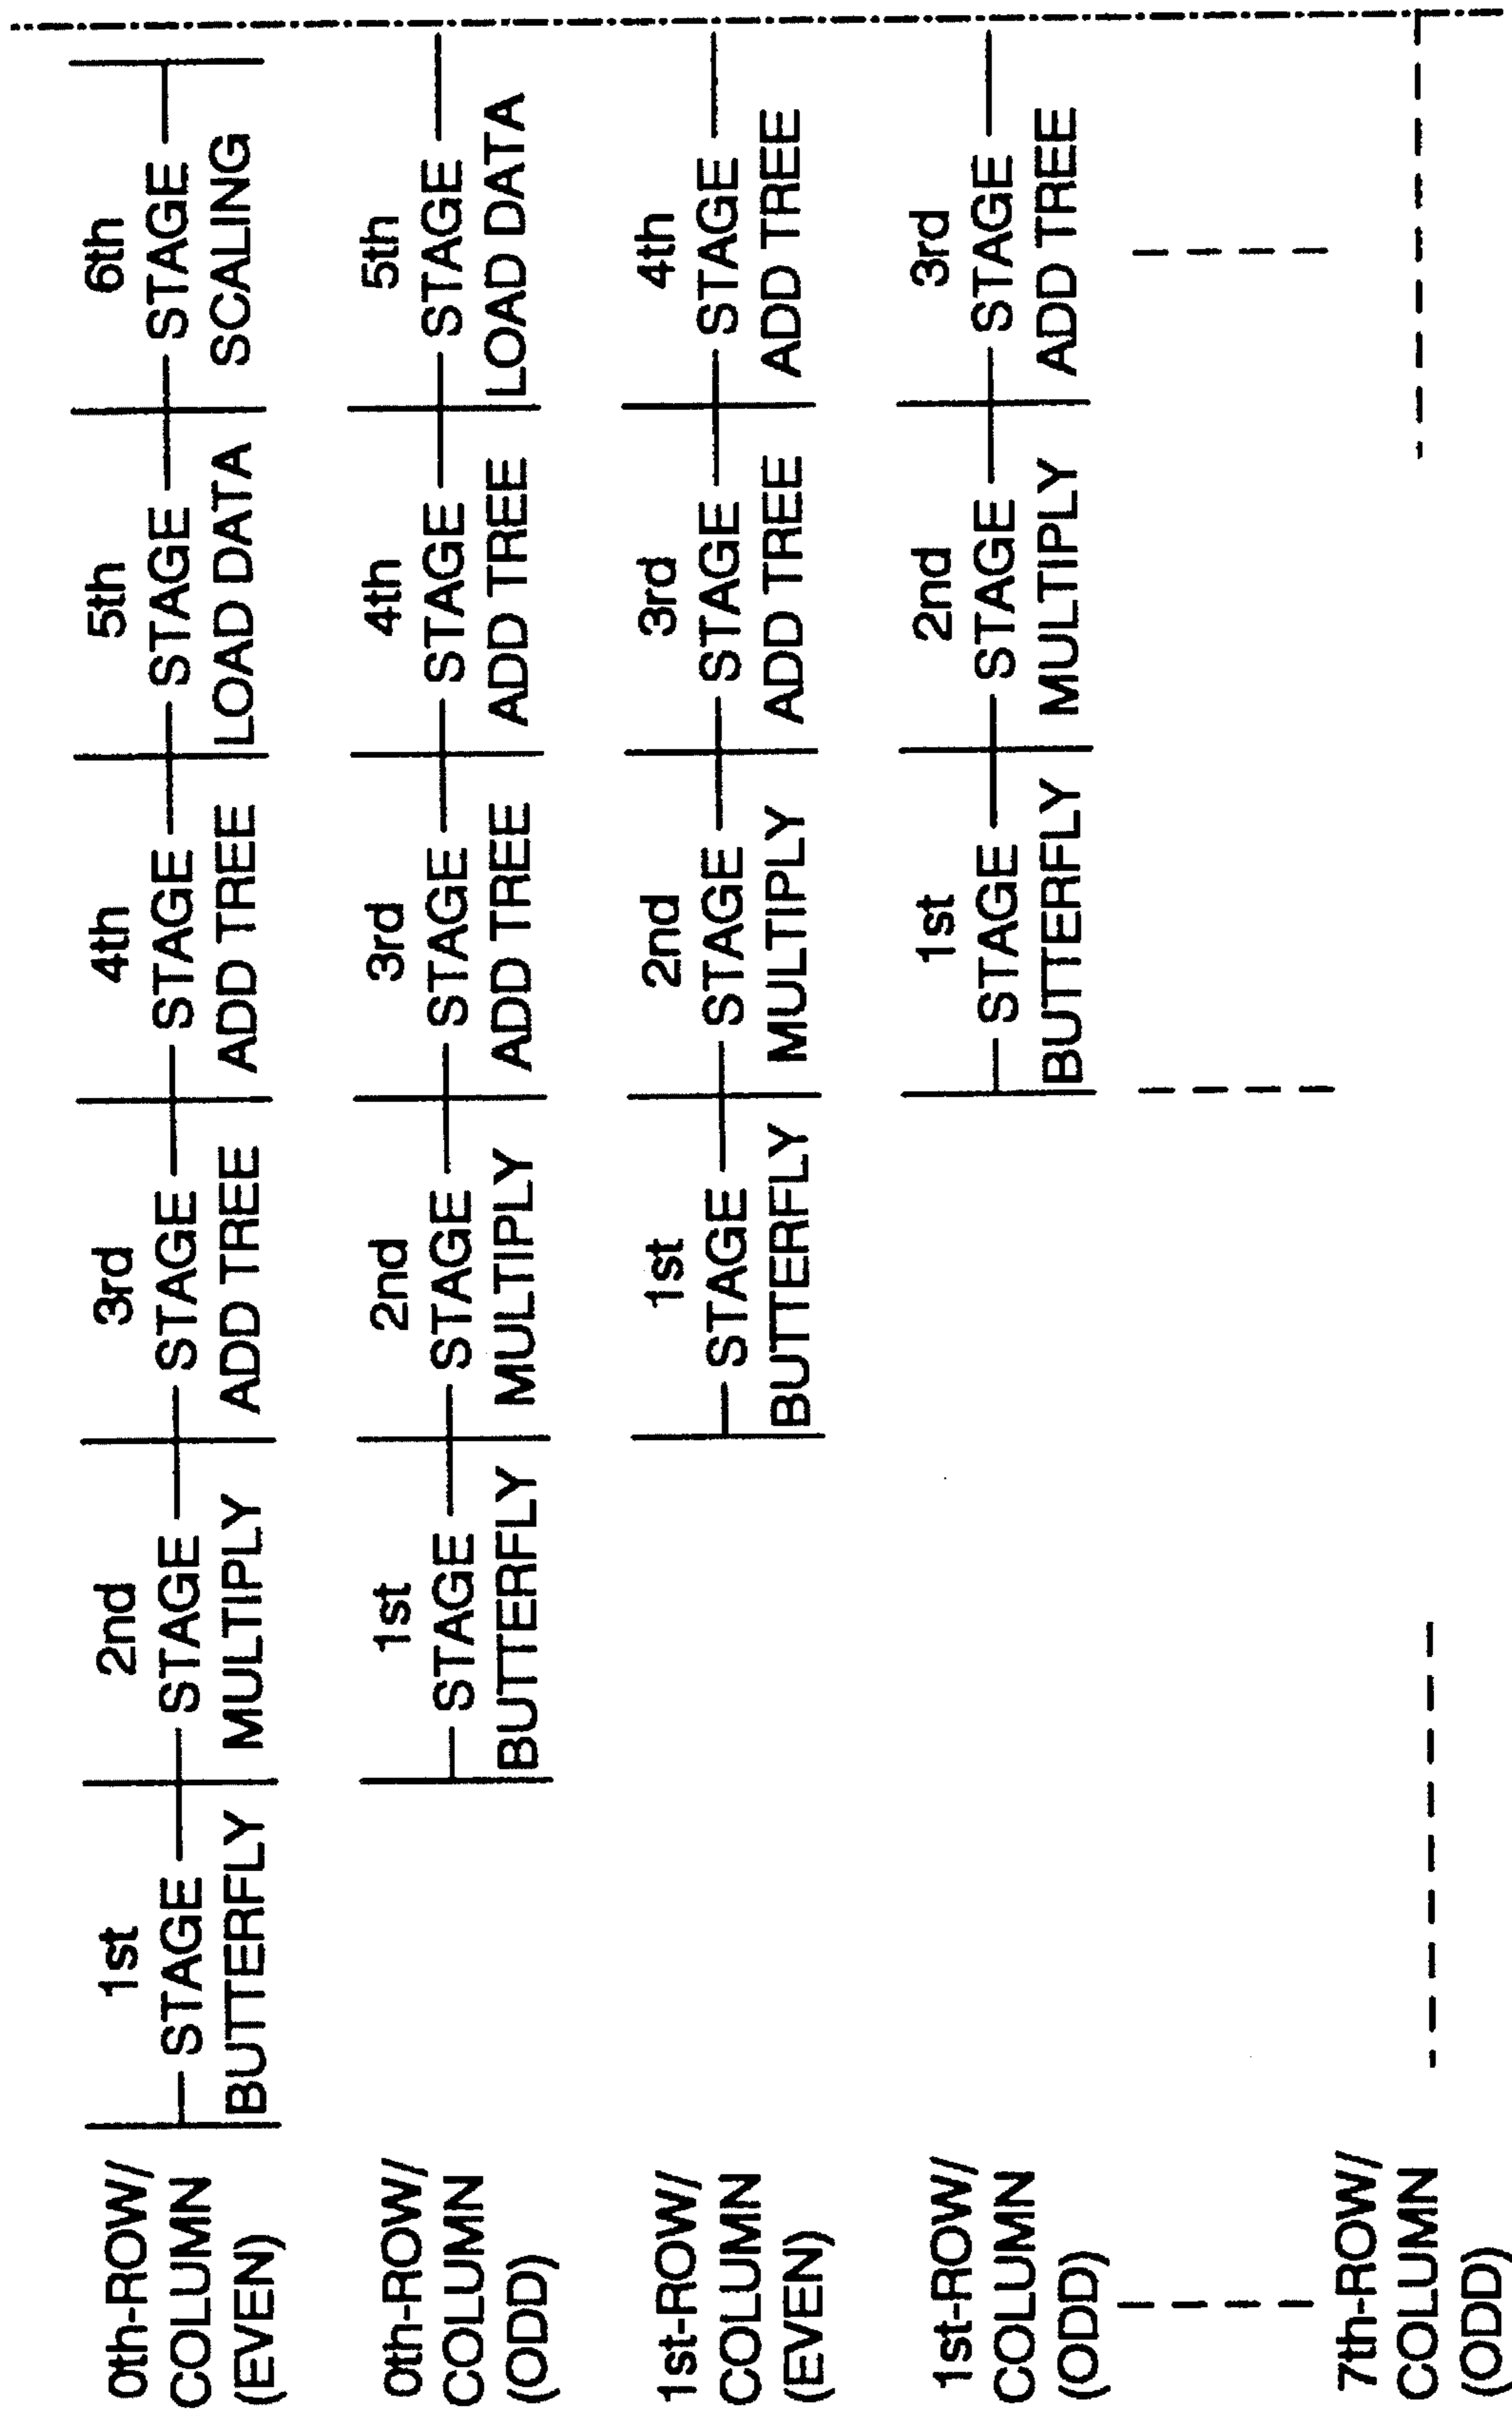 0th-ROW/
COLUMN
(EVEN)
1st
STAGE
BUTTERFLY
2nd
STAGE
MULTIPLY
3rd
STAGE
ADD TREE
4th
STAGE
ADD TREE
5th
STAGE
LOAD DATA
6th
STAGE
SCALING
0th-ROW/
COLUMN
(ODD)
1st
STAGE
BUTTERFLY
2nd
STAGE
MULTIPLY
3rd
STAGE
ADD TREE
4th
STAGE
ADD TREE
5th
STAGE
LOAD DATA
1st-ROW/
COLUMN
(EVEN)
1st
STAGE
BUTTERFLY
2nd
STAGE
MULTIPLY
3rd
STAGE
ADD TREE
4th
STAGE
ADD TREE
1st-ROW/
COLUMN
(ODD)
1st
STAGE
BUTTERFLY
2nd
STAGE
MULTIPLY
3rd
STAGE
ADD TREE
7th-ROW/
COLUMN
(ODD)